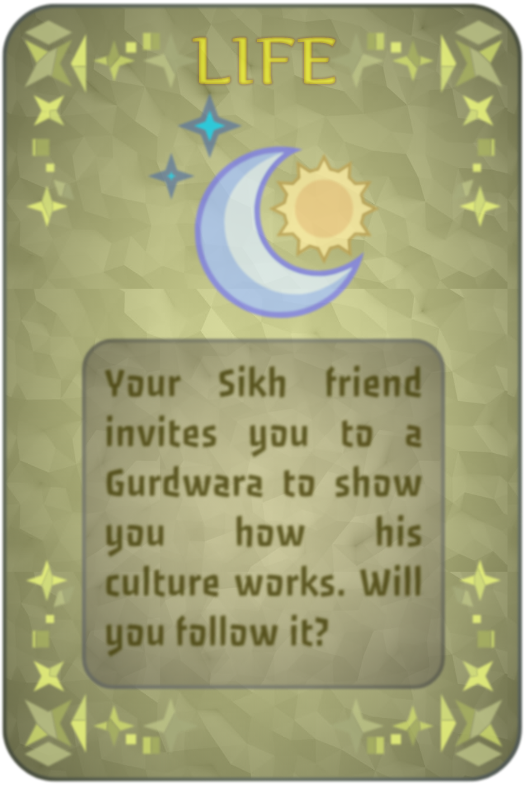 LIFE
Your Sikh friend
invites you to a
Gurdwara to show
you how his
culture works. Will
you follow it?